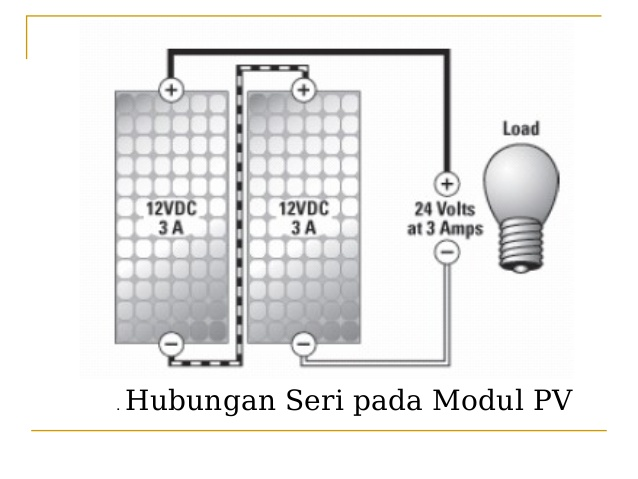 +
+
Load
+
12VDC
3 A
12VDC
3 A
24 Volts
at 3 Amps
−
−
−
. Hubungan Seri pada Modul PV